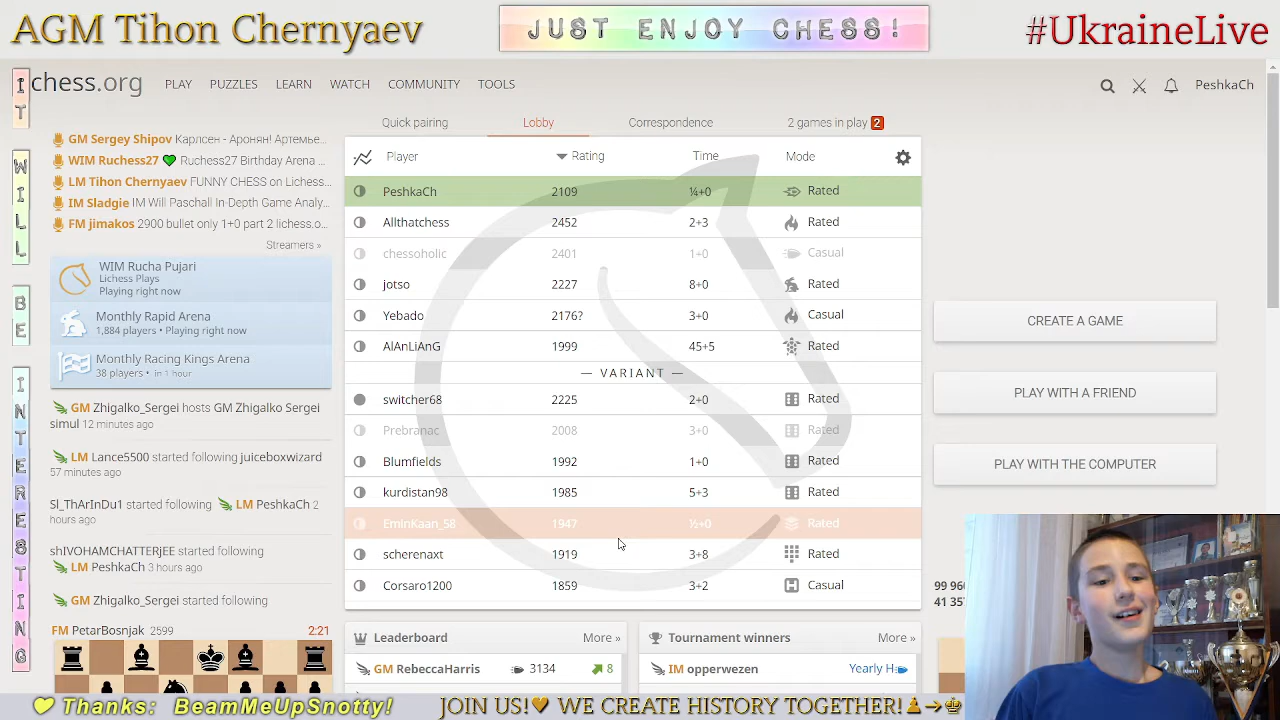 AGM Tihon Chernyaev
JUST ENJOY CHESS!
#UkraineLive
IT WILL BE INTERESTING
chess.org
PLAY PUZZLES LEARN WATCH COMMUNITY TOOLS
PeshkaCh
GM Sergey Shipov Карлсен - Аронян! Артемье...
WIM Ruchess27 💚 Ruchess27 Birthday Arena ...
LM Tihon Chernyaev FUNNY CHESS on Lichess...
IM Sladgie IM Will Paschall In-Depth Game Analy...
FM jimakos 2900 bullet only 1+0 part 2 lichess.o...
Streamers »
WIM Rucha Pujari
Lichess Plays
Playing right now
Monthly Rapid Arena
1,884 players • Playing right now
Monthly Racing Kings Arena
38 players • in 1 hour
GM Zhigalko_Sergei hosts GM Zhigalko Sergei
simul 12 minutes ago
LM Lance5500 started following juiceboxwizard
57 minutes ago
Sl_ThArInDu1 started following LM PeshkaCh 2
hours ago
shIVOHAMCHATTERjEE started following
LM PeshkaCh 3 hours ago
GM Zhigalko_Sergei started following
FM PetarBosnjak 2599 2:21
Quick pairing Lobby Correspondence 2 games in play 2
Player Rating Time Mode
PeshkaCh 2109 ¼+0 Rated
Allthatchess 2452 2+3 Rated
chessoholic 2401 1+0 Casual
jotso 2227 8+0 Rated
Yebado 2176? 3+0 Casual
AlAnLiAnG 1999 45+5 Rated
— VARIANT —
switcher68 2225 2+0 Rated
Prebranac 2008 3+0 Rated
Blumfields 1992 1+0 Rated
kurdistan98 1985 5+3 Rated
EminKaan_58 1947 ½+0 Rated
scherenaxt 1919 3+8 Rated
Corsaro1200 1859 3+2 Casual
Leaderboard More »
GM RebeccaHarris 3134 8
Tournament winners More »
IM opperwezen Yearly H
CREATE A GAME
PLAY WITH A FRIEND
PLAY WITH THE COMPUTER
99 960
41 357
Thanks: BeamMeUpSnotty!
JOIN US!🧡 WE CREATE HISTORY TOGETHER!♟→♚